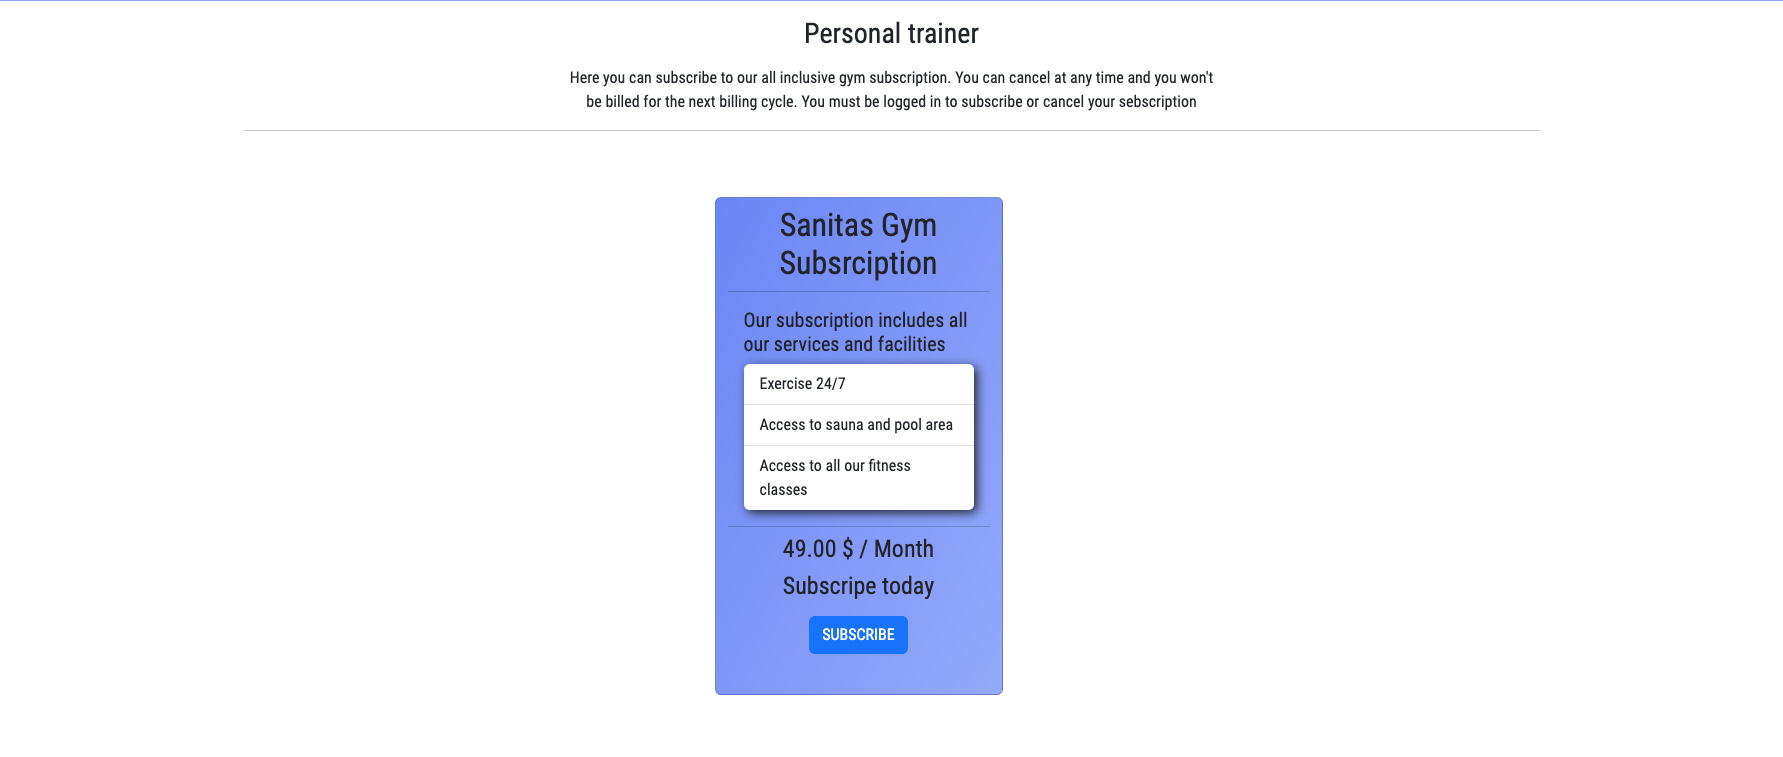 Personal trainer
Here you can subscribe to our all inclusive gym subscription. You can cancel at any time and you won't
be billed for the next billing cycle. You must be logged in to subscribe or cancel your sebscription
Sanitas Gym
Subsrciption
Our subscription includes all
our services and facilities
Exercise 24/7
Access to sauna and pool area
Access to all our fitness
classes
49.00 $ / Month
Subscripe today
SUBSCRIBE